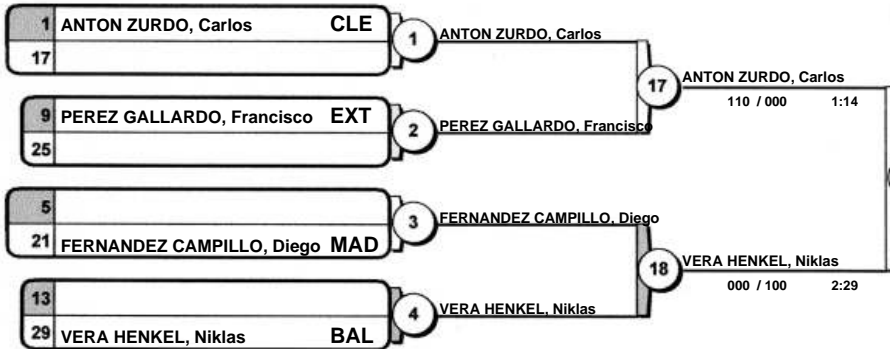 1 ANTON ZURDO, Carlos CLE
17
1 ANTON ZURDO, Carlos
9 PEREZ GALLARDO, Francisco EXT
25
2 PEREZ GALLARDO, Francisco
17 ANTON ZURDO, Carlos
110 / 000 1:14
5
21 FERNANDEZ CAMPILLO, Diego MAD
3 FERNANDEZ CAMPILLO, Diego
13
29 VERA HENKEL, Niklas BAL
4 VERA HENKEL, Niklas
18 VERA HENKEL, Niklas
000 / 100 2:29